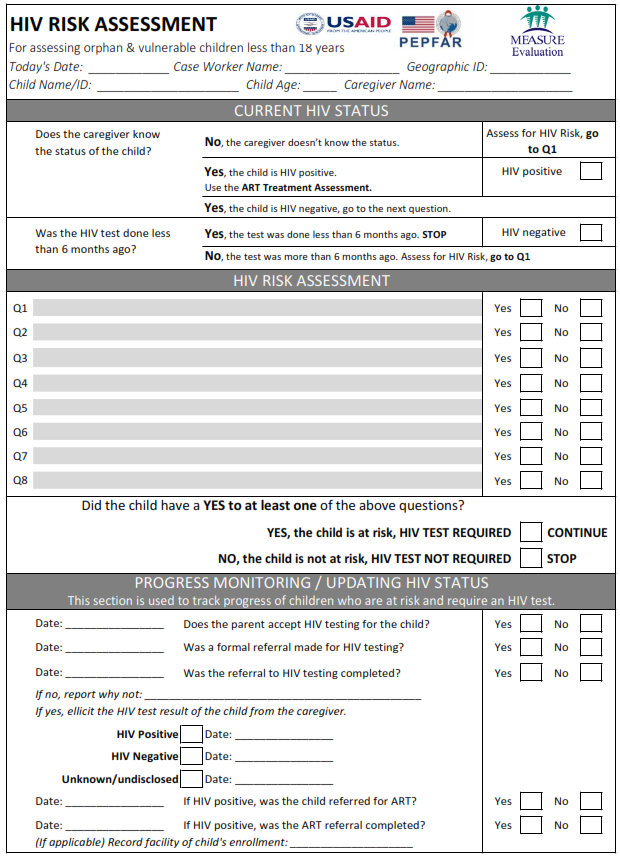 HIV RISK ASSESSMENT
USAID
FROM THE AMERICAN PEOPLE
PEPFAR
MEASURE
Evaluation
For assessing orphan & vulnerable children less than 18 years
Today's Date: ____________ Case Worker Name: _________________ Geographic ID: ____________
Child Name/ID: _____________________ Child Age: _____ Caregiver Name: ____________________
CURRENT HIV STATUS
Does the caregiver know
the status of the child?
No, the caregiver doesn't know the status.
Assess for HIV Risk, go
to Q1
Yes, the child is HIV positive.
Use the ART Treatment Assessment.
HIV positive
Yes, the child is HIV negative, go to the next question.
Was the HIV test done less
than 6 months ago?
Yes, the test was done less than 6 months ago. STOP
HIV negative
No, the test was more than 6 months ago. Assess for HIV Risk, go to Q1
HIV RISK ASSESSMENT
Q1 Yes No
Q2 Yes No
Q3 Yes No
Q4 Yes No
Q5 Yes No
Q6 Yes No
Q7 Yes No
Q8 Yes No
Did the child have a YES to at least one of the above questions?
YES, the child is at risk, HIV TEST REQUIRED CONTINUE
NO, the child is not at risk, HIV TEST NOT REQUIRED STOP
PROGRESS MONITORING / UPDATING HIV STATUS
This section is used to track progress of children who are at risk and require an HIV test.
Date: _______________ Does the parent accept HIV testing for the child? Yes No
Date: _______________ Was a formal referral made for HIV testing? Yes No
Date: _______________ Was the referral to HIV testing completed? Yes No
If no, report why not: __________________________________________
If yes, ellicit the HIV test result of the child from the caregiver.
HIV Positive Date: _______________
HIV Negative Date: _______________
Unknown/undisclosed Date: _______________
Date: _______________ If HIV positive, was the child referred for ART? Yes No
Date: _______________ If HIV positive, was the ART referral completed? Yes No
(If applicable) Record facility of child's enrollment: ___________________